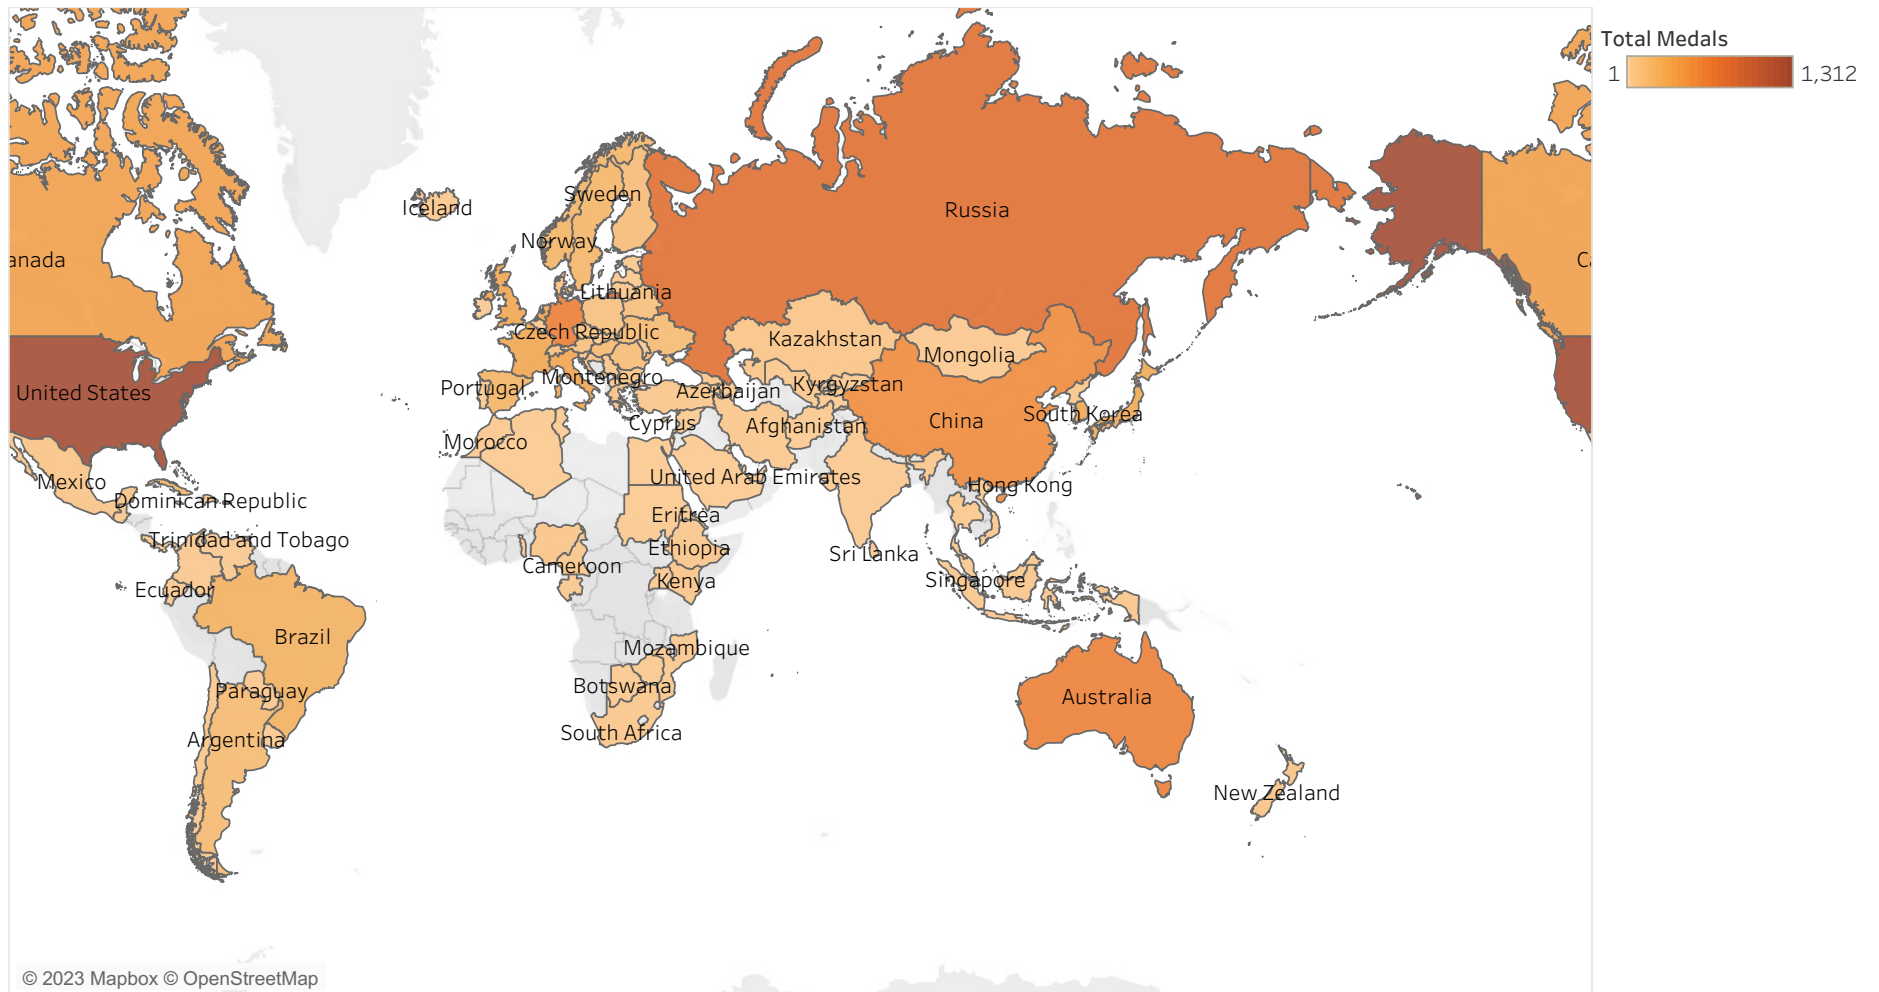 Total Medals
1 1,312
Sweden
Iceland
Russia
Norway
anada
Ca
Lithuania
Czech Republic
Kazakhstan
Mongolia
Montenegro
Kyrgyzstan
Portugal
Azerbaijan
United States
South Korea
China
Cyprus
Afghanistan
Morocco
United Arab Emirates
Mexico
Hong Kong
Dominican Republic
Eritrea
Trinidad and Tobago
Ethiopia
Sri Lanka
Cameroon
Singapore
Kenya
Ecuador
Brazil
Mozambique
Botswana
Paraguay
Australia
South Africa
Argentina
New Zealand
© 2023 Mapbox © OpenStreetMap